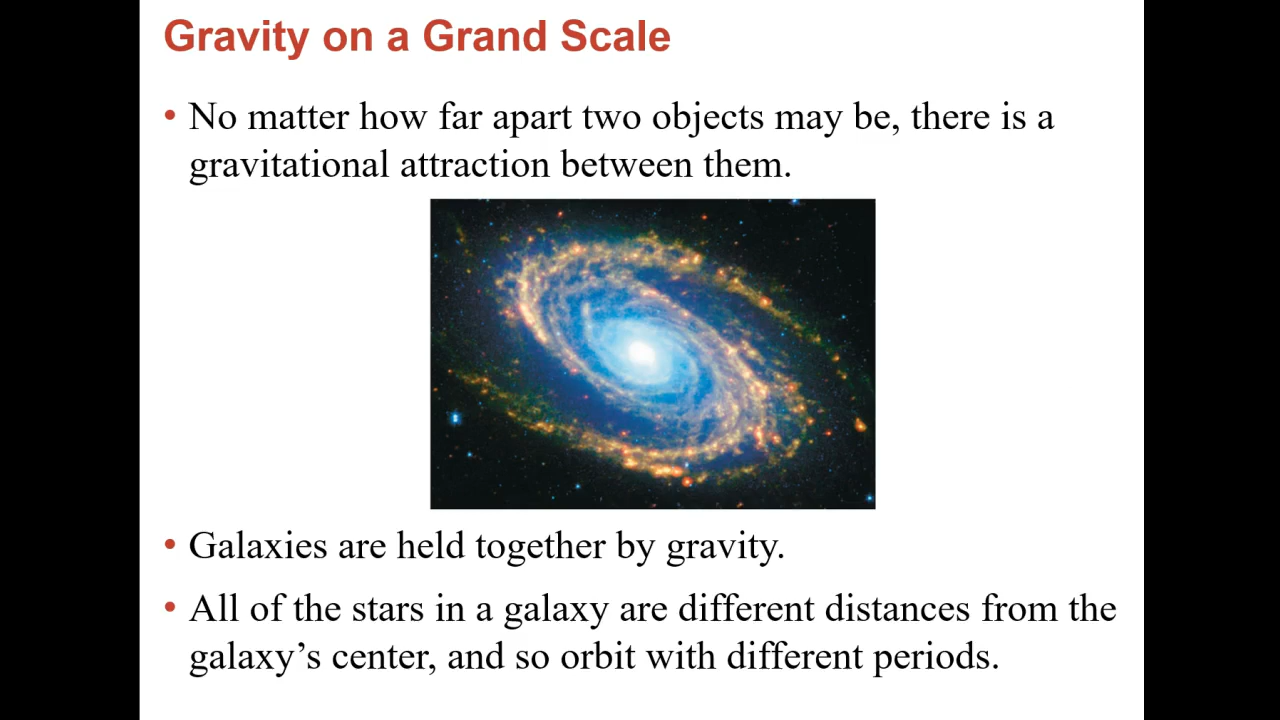 Gravity on a Grand Scale
• No matter how far apart two objects may be, there is a
gravitational attraction between them.
• Galaxies are held together by gravity.
• All of the stars in a galaxy are different distances from the
galaxy’s center, and so orbit with different periods.